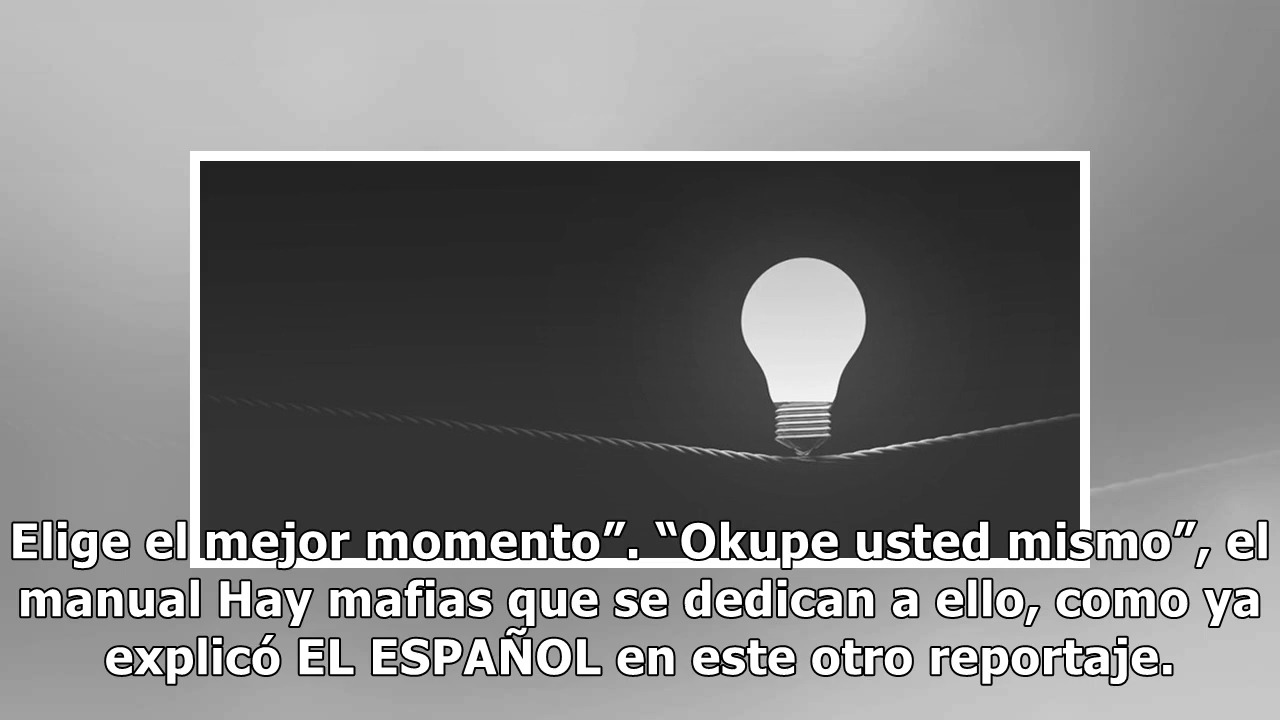 Elige el mejor momento”. “Okupe usted mismo”, el
manual Hay mafias que se dedican a ello, como ya
explicó EL ESPAÑOL en este otro reportaje.